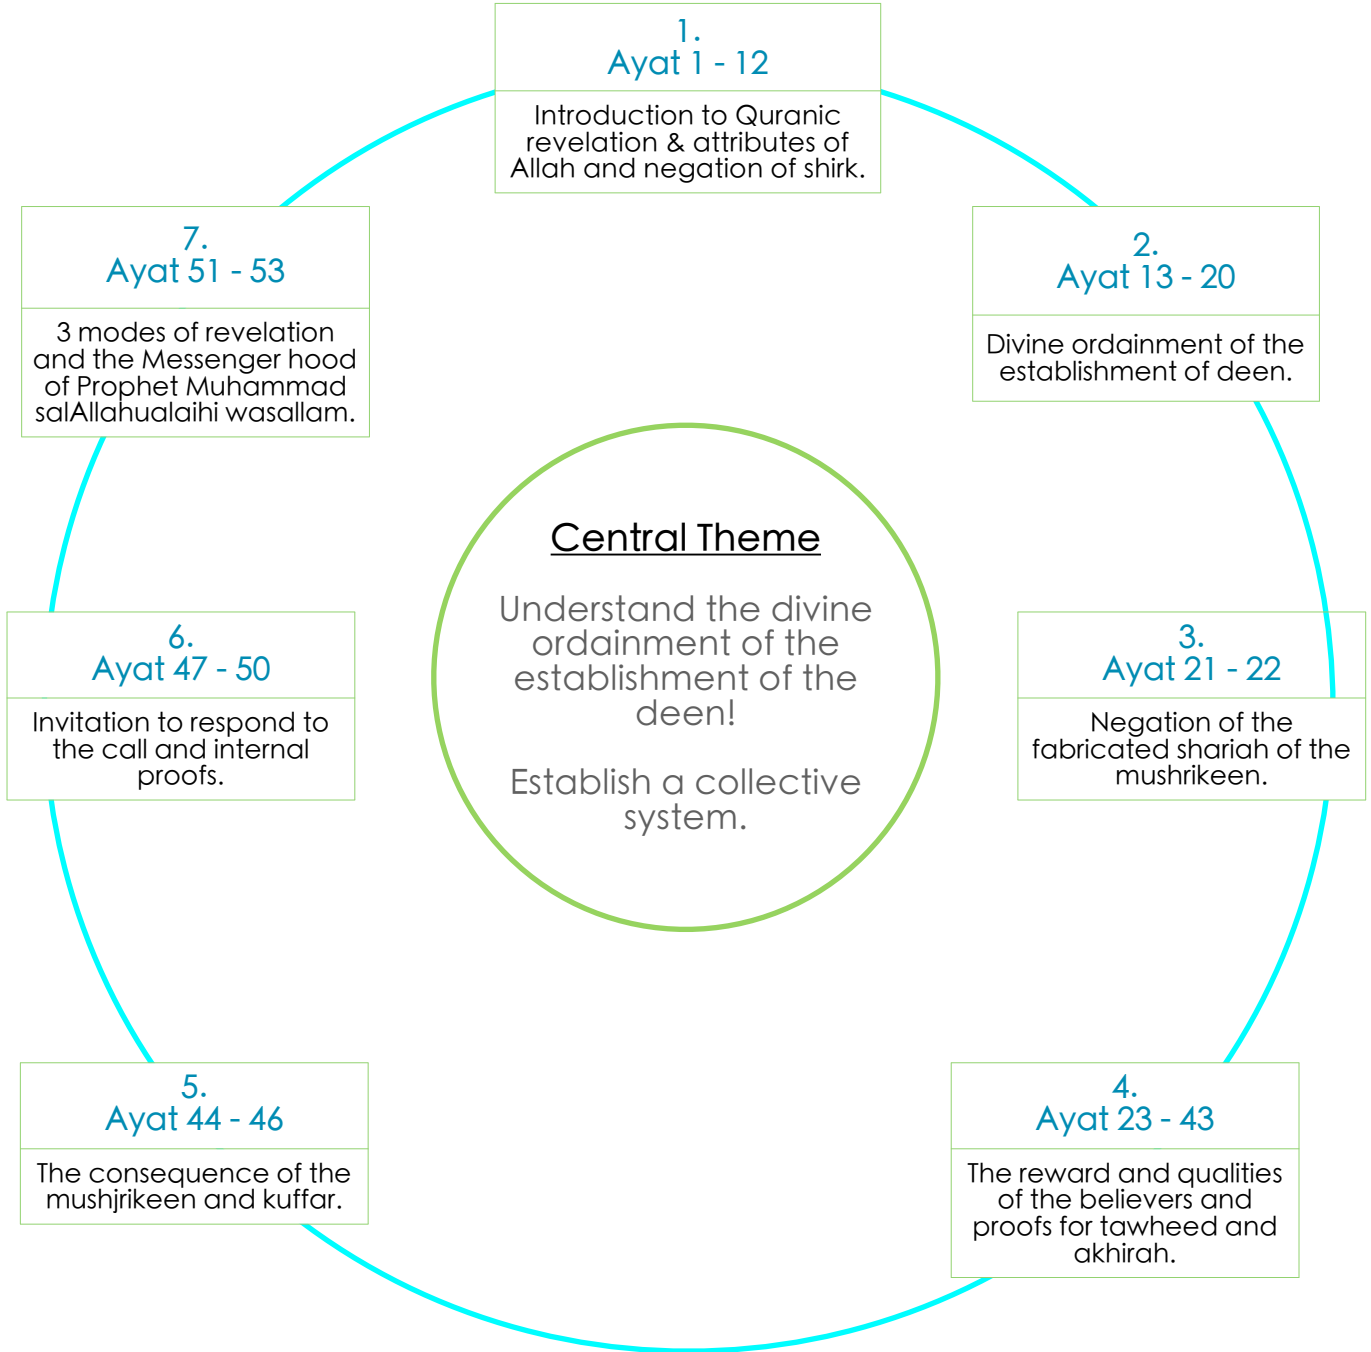 1.
Ayat 1 - 12
Introduction to Quranic
revelation & attributes of
Allah and negation of shirk.
2.
Ayat 13 - 20
Divine ordainment of the
establishment of deen.
3.
Ayat 21 - 22
Negation of the
fabricated shariah of the
mushrikeen.
4.
Ayat 23 - 43
The reward and qualities
of the believers and
proofs for tawheed and
akhirah.
5.
Ayat 44 - 46
The consequence of the
mushjrikeen and kuffar.
6.
Ayat 47 - 50
Invitation to respond to
the call and internal
proofs.
7.
Ayat 51 - 53
3 modes of revelation
and the Messenger hood
of Prophet Muhammad
salAllahualaihi wasallam.
Central Theme
Understand the divine
ordainment of the
establishment of the
deen!
Establish a collective
system.